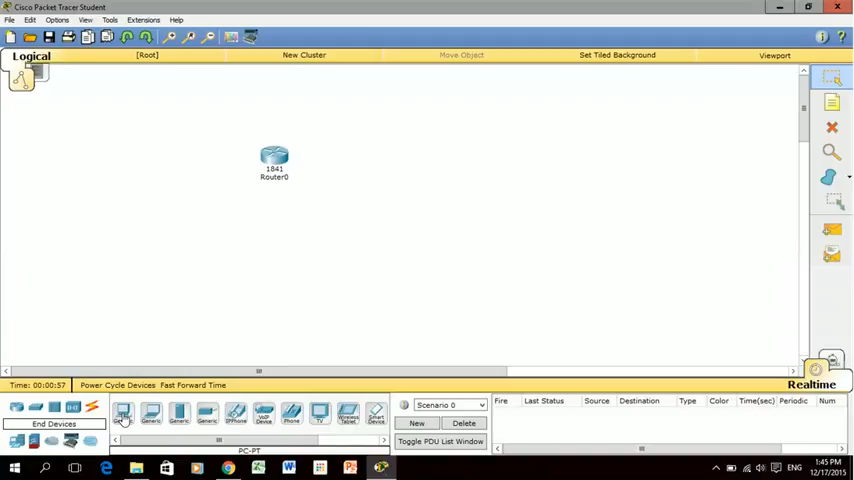 Cisco Packet Tracer Student
File Edit Options View Tools Extensions Help
Logical [Root] New Cluster Move Object Set Tiled Background Viewport
1841
Router0
Time: 00:00:57 Power Cycle Devices Fast Forward Time Realtime
End Devices
Generic Generic Generic Generic IPPhone VoIP Device Phone TV Wireless Tablet Smart Device
PC-PT
Scenario 0
New Delete
Toggle PDU List Window
Fire Last Status Source Destination Type Color Time(sec) Periodic Num
ENG
1:45 PM
12/17/2015